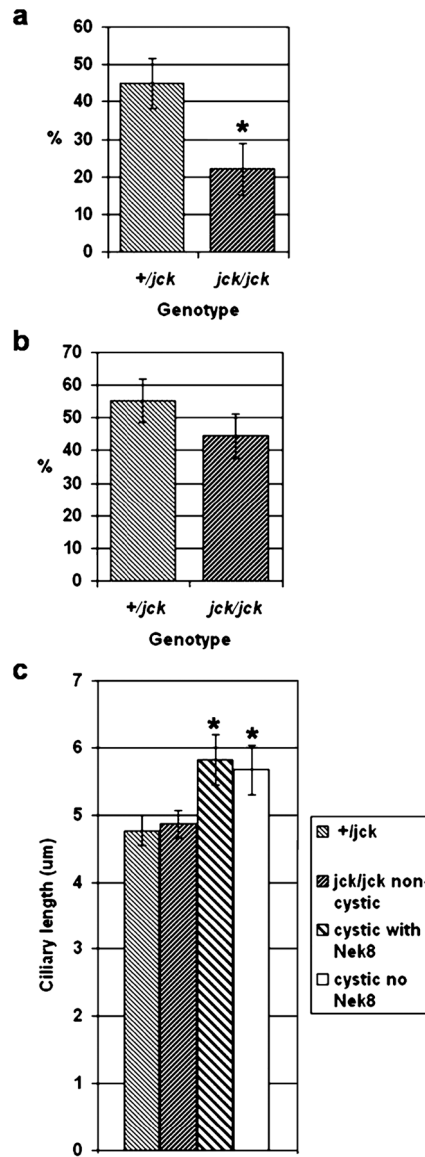 a
60
50
40
30
20
10
0
%
*
+/jck
jck/jck
Genotype
b
70
60
50
40
30
20
10
0
%
+/jck
jck/jck
Genotype
c
7
6
5
4
3
2
1
0
Ciliary length (um)
*
*
+/jck
jck/jck non-
cystic
cystic with
Nek8
cystic no
Nek8